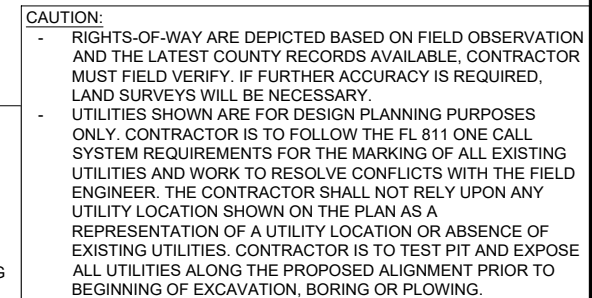 CAUTION:
- RIGHTS-OF-WAY ARE DEPICTED BASED ON FIELD OBSERVATION
AND THE LATEST COUNTY RECORDS AVAILABLE, CONTRACTOR
MUST FIELD VERIFY. IF FURTHER ACCURACY IS REQUIRED,
LAND SURVEYS WILL BE NECESSARY.
- UTILITIES SHOWN ARE FOR DESIGN PLANNING PURPOSES
ONLY. CONTRACTOR IS TO FOLLOW THE FL 811 ONE CALL
SYSTEM REQUIREMENTS FOR THE MARKING OF ALL EXISTING
UTILITIES AND WORK TO RESOLVE CONFLICTS WITH THE FIELD
ENGINEER. THE CONTRACTOR SHALL NOT RELY UPON ANY
UTILITY LOCATION SHOWN ON THE PLAN AS A
REPRESENTATION OF A UTILITY LOCATION OR ABSENCE OF
EXISTING UTILITIES. CONTRACTOR IS TO TEST PIT AND EXPOSE
G
ALL UTILITIES ALONG THE PROPOSED ALIGNMENT PRIOR TO
BEGINNING OF EXCAVATION, BORING OR PLOWING.